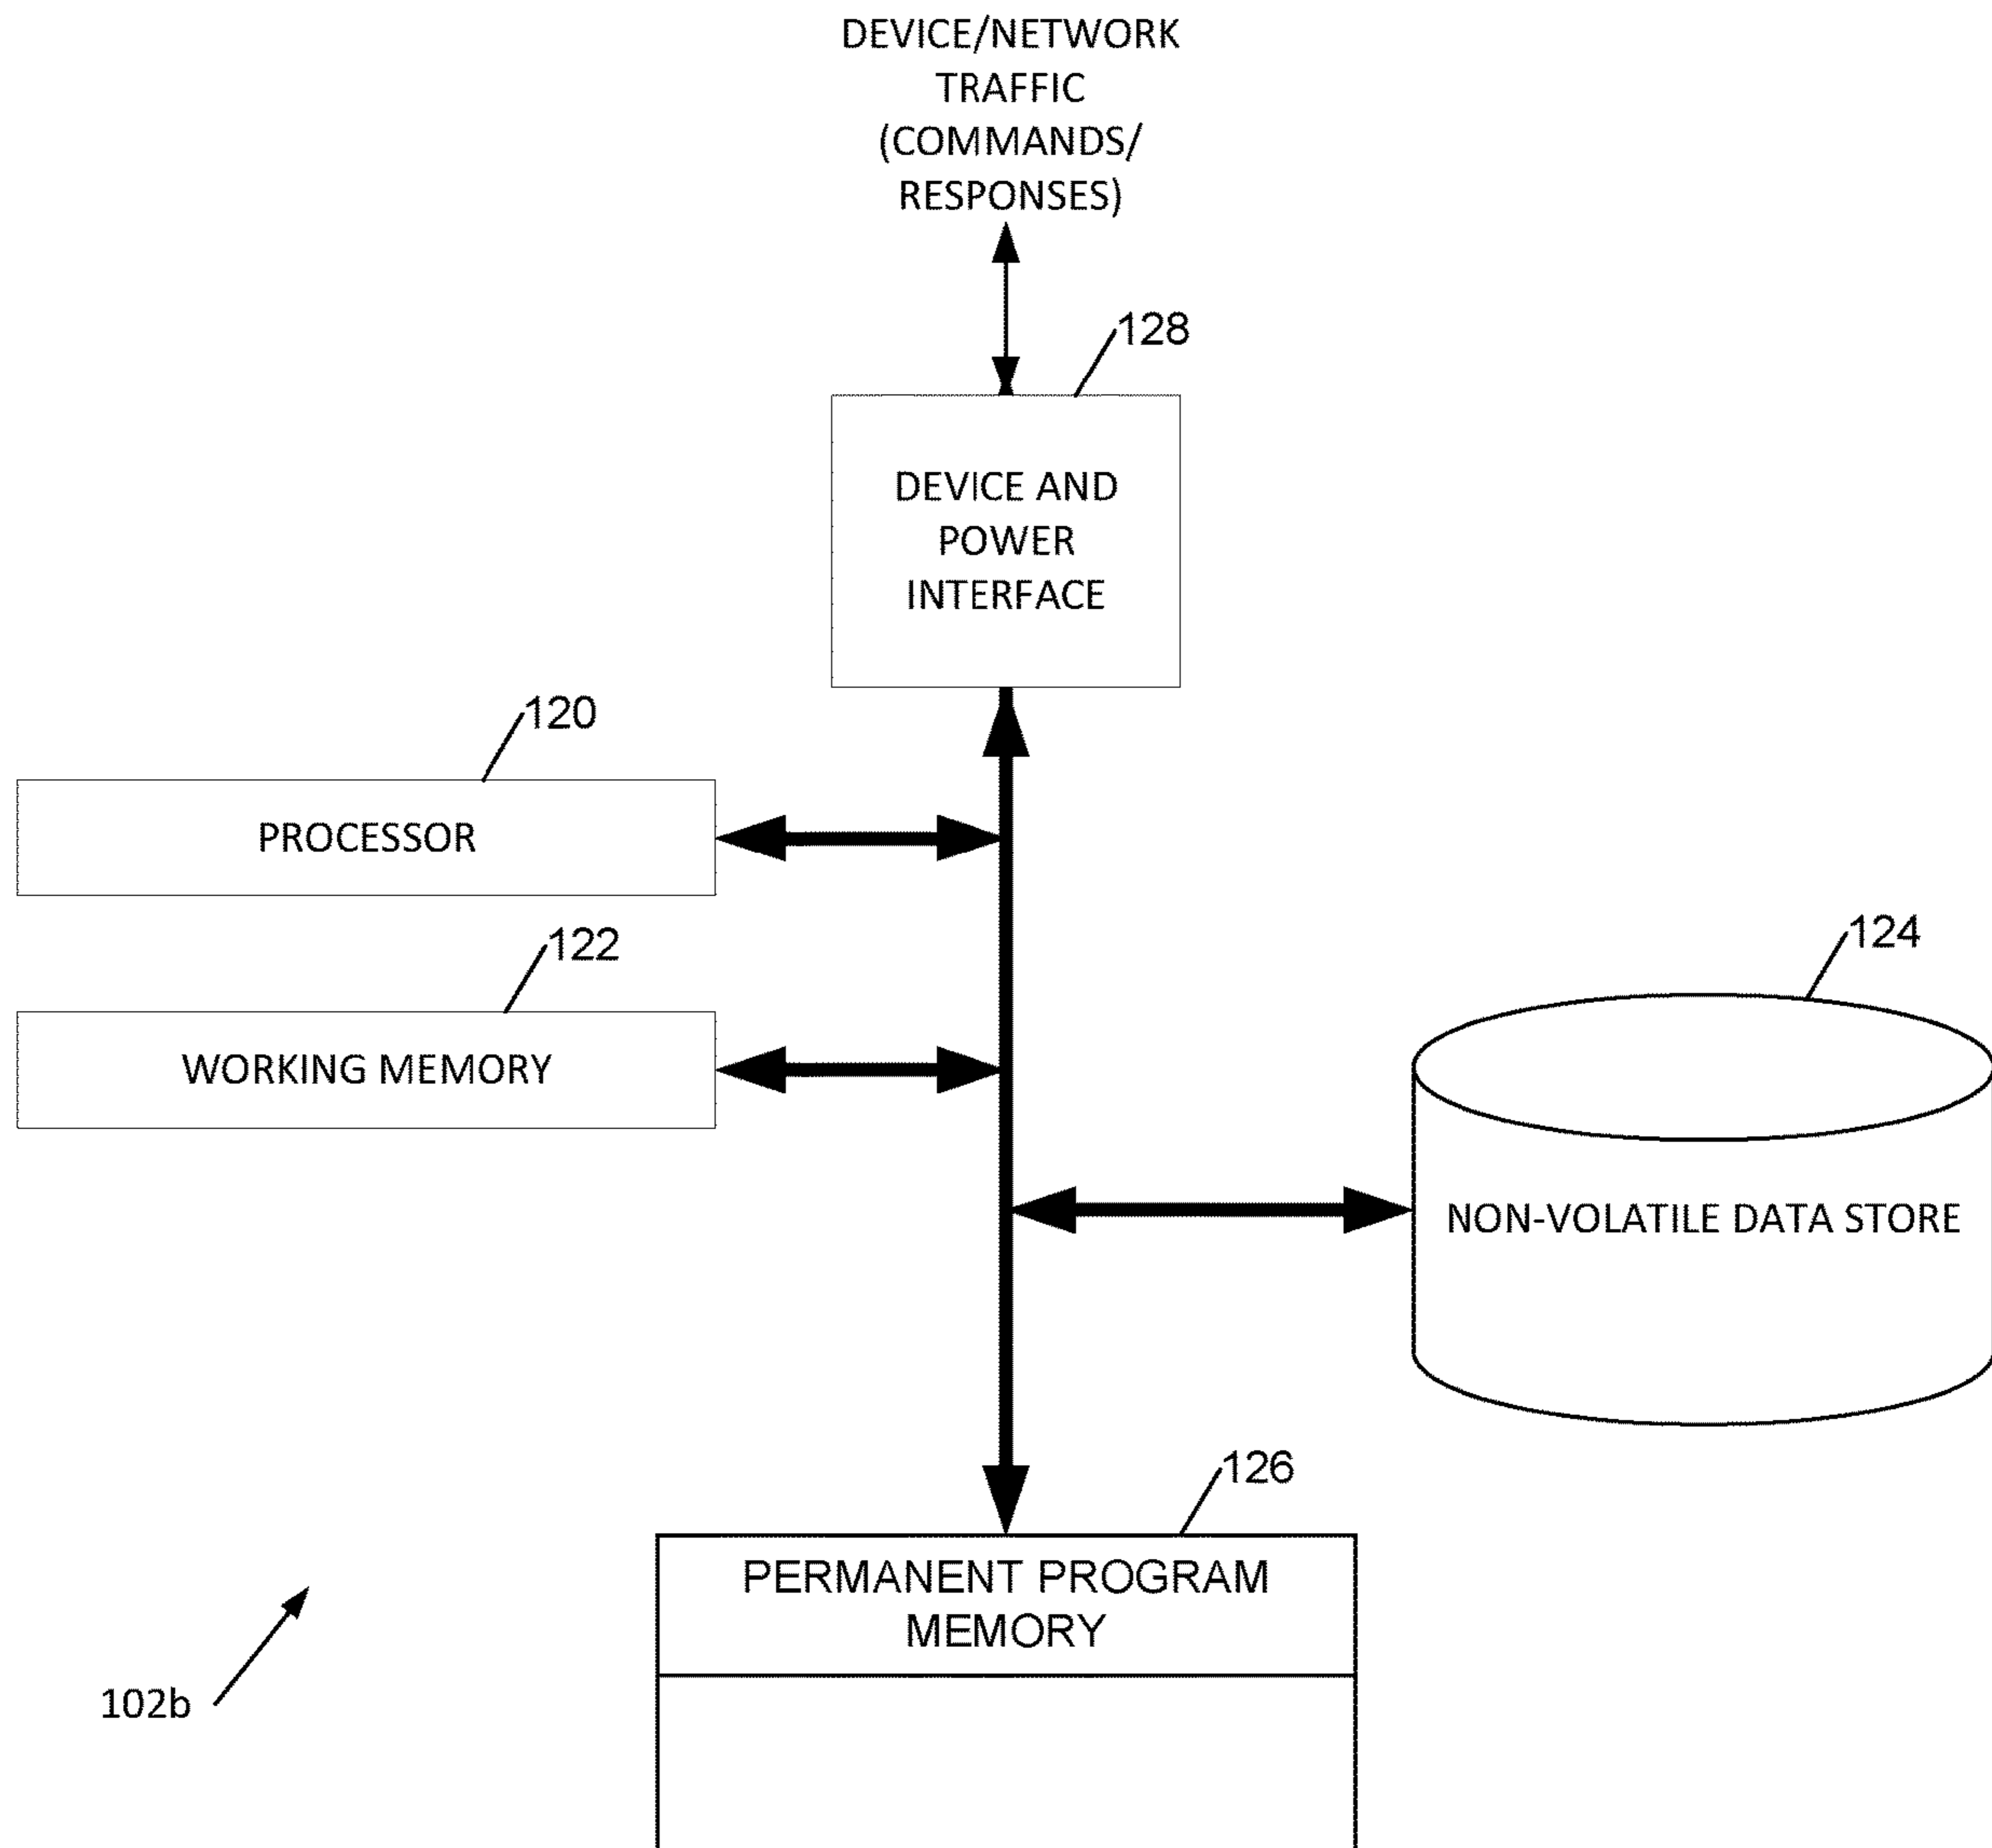 DEVICE/NETWORK
TRAFFIC
(COMMANDS/
RESPONSES)
128
DEVICE AND
POWER
INTERFACE
120
PROCESSOR
122
WORKING MEMORY
124
NON-VOLATILE DATA STORE
126
PERMANENT PROGRAM
MEMORY
102b